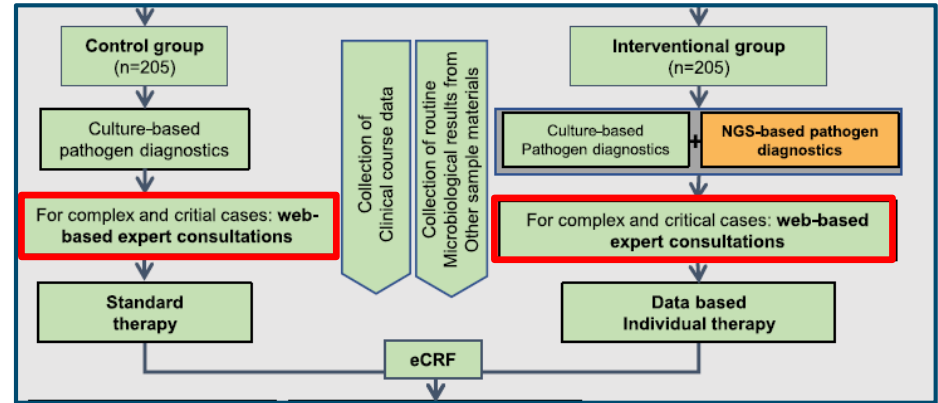 Control group
(n=205)
Culture-based
pathogen diagnostics
For complex and critial cases: web-
based expert consultations
Standard
therapy
Collection of
Clinical course data
Collection of routine
Microbiological results from
Other sample materials
Interventional group
(n=205)
Culture-based
Pathogen diagnostics
+
NGS-based pathogen
diagnostics
For complex and critical cases: web-based
expert consultations
Data based
Individual therapy
eCRF